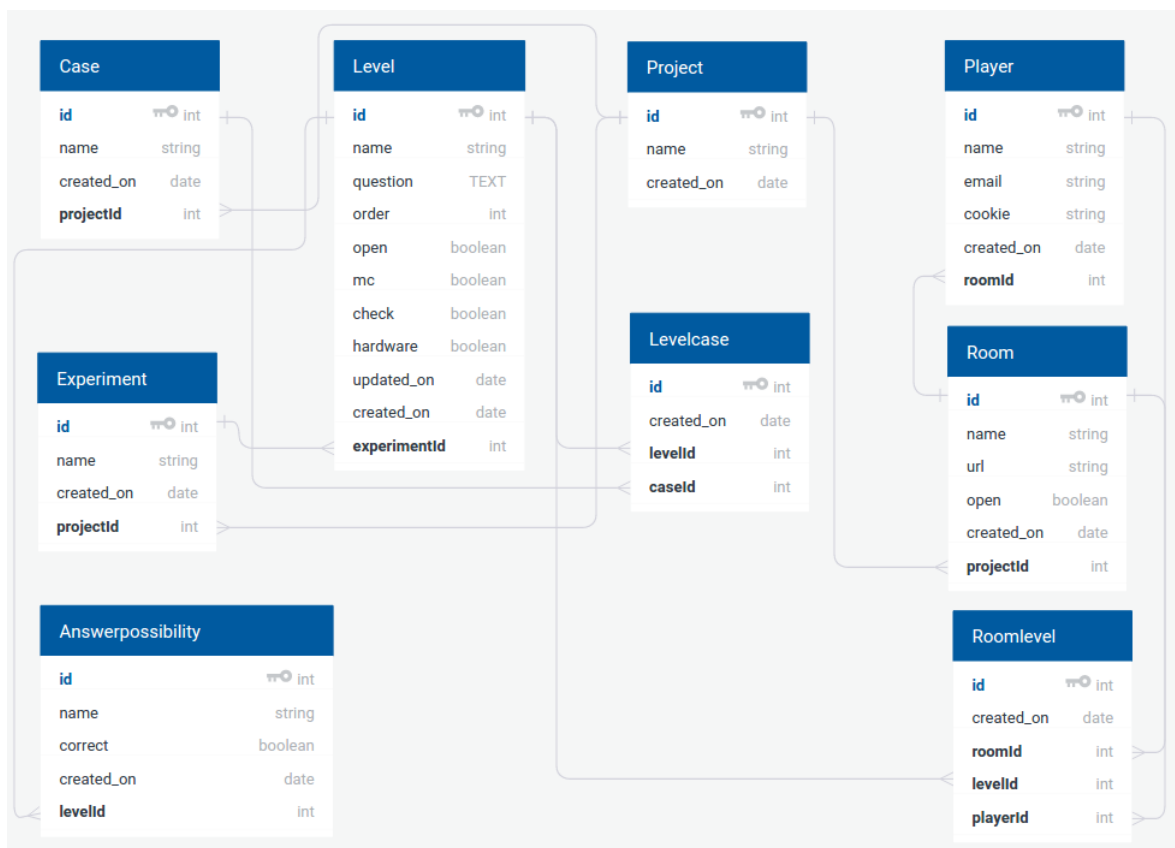 Case
id int
name string
created_on date
projectId int
Level
id int
name string
question TEXT
order int
open boolean
mc boolean
check boolean
hardware boolean
updated_on date
created_on date
experimentId int
Project
id int
name string
created_on date
Player
id int
name string
email string
cookie string
created_on date
roomId int
Experiment
id int
name string
created_on date
projectId int
Levelcase
id int
created_on date
levelId int
caseId int
Room
id int
name string
url string
open boolean
created_on date
projectId int
Answerpossibility
id int
name string
correct boolean
created_on date
levelId int
Roomlevel
id int
created_on date
roomId int
levelId int
playerId int